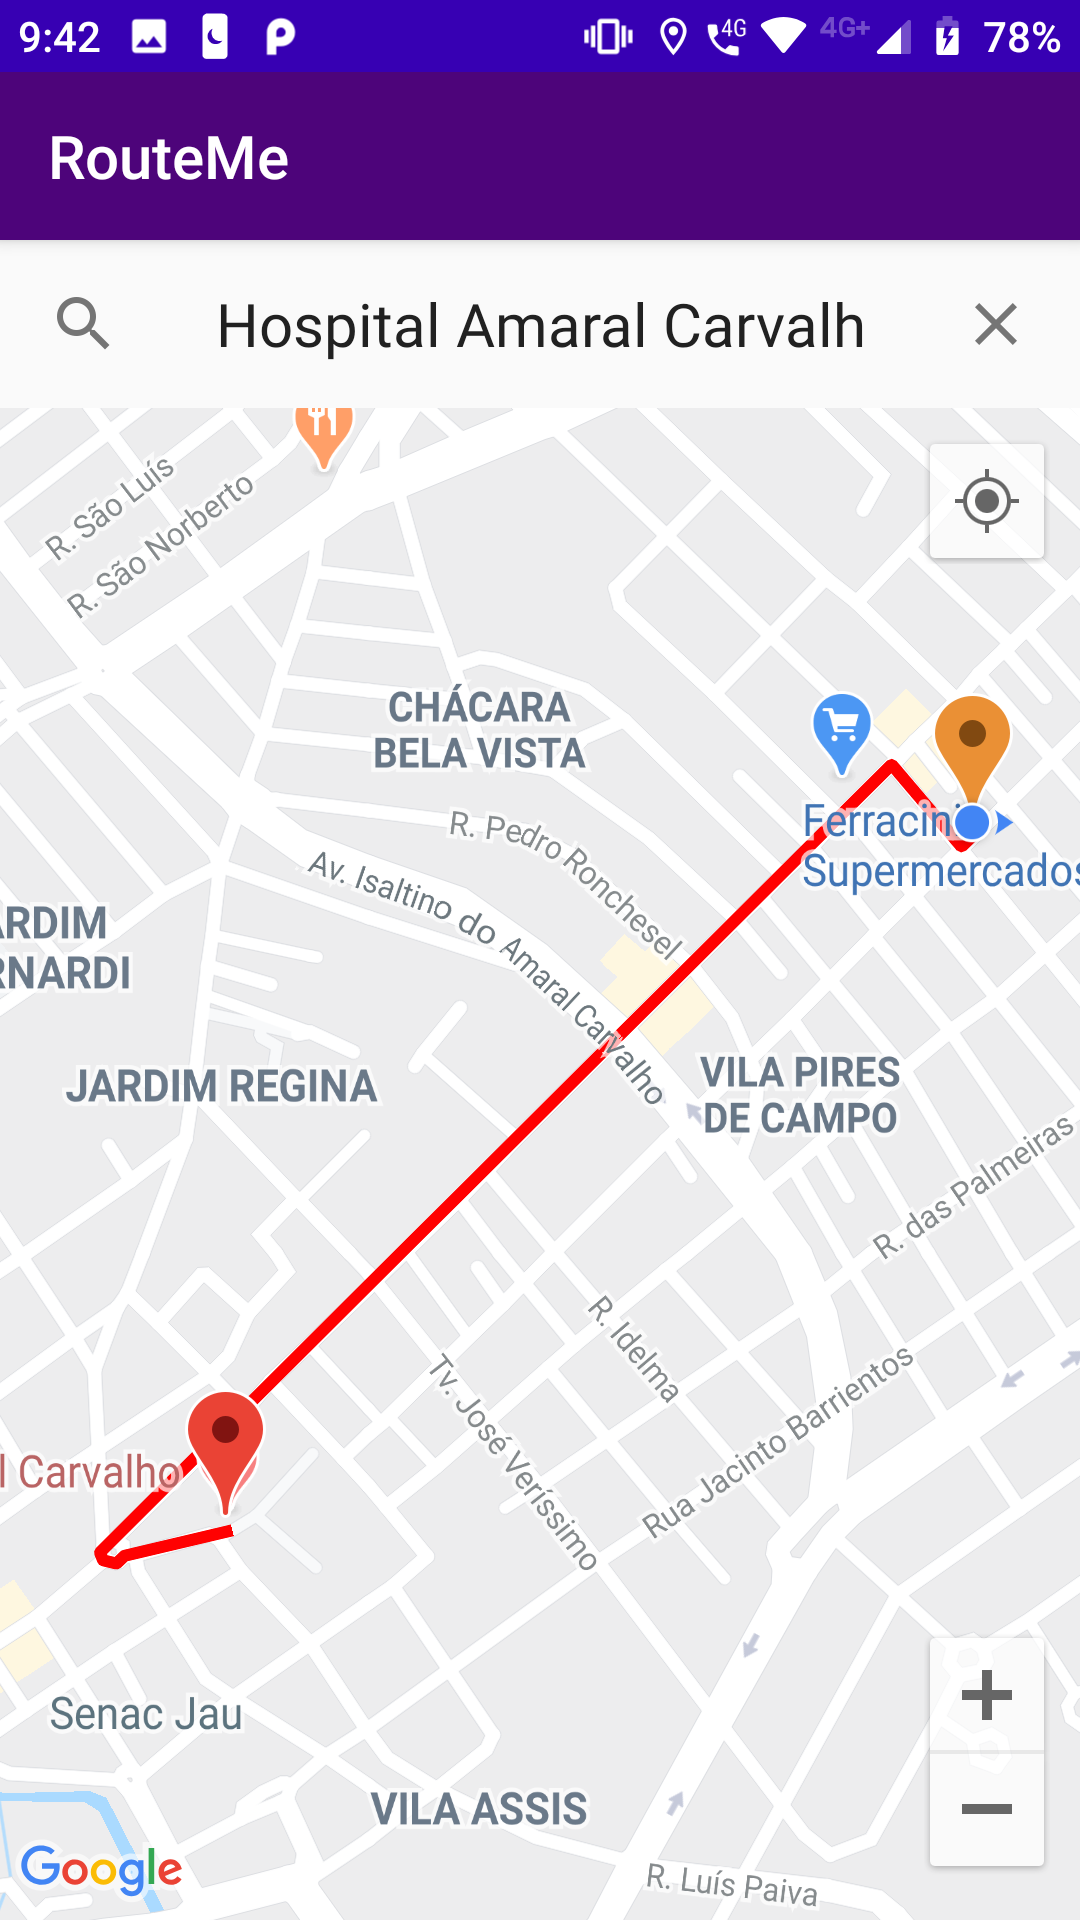 9:42
4G
4G+
78%
RouteMe
Hospital Amaral Carvalh
R. São Luís
R. São Norberto
CHÁCARA
BELA VISTA
Ferracini
Supermercados
R. Pedro Ronchesel
Av. Isaltino do Amaral Carvalho
ARDIM
RNARDI
JARDIM REGINA
VILA PIRES
DE CAMPO
R. das Palmeiras
R. Idelma
Tv. José Veríssimo
Rua Jacinto Barrientos
l Carvalho
Senac Jau
VILA ASSIS
Google
R. Luís Paiva